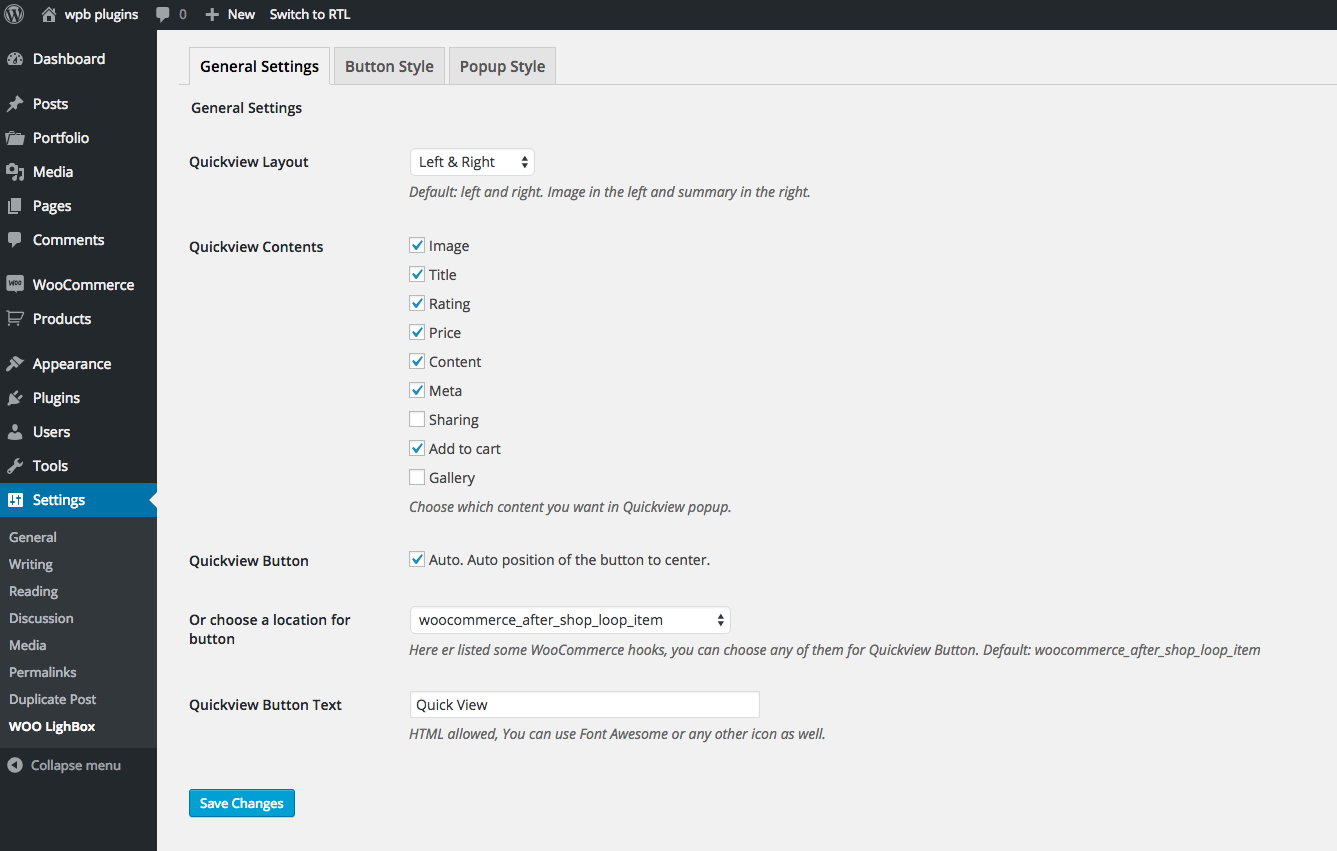 wpb plugins 0 New Switch to RTL
Dashboard
Posts
Portfolio
Media
Pages
Comments
WOO WooCommerce
Products
Appearance
Plugins
Users
Tools
Settings
General
Writing
Reading
Discussion
Media
Permalinks
Duplicate Post
WOO LighBox
Collapse menu
General Settings Button Style Popup Style
General Settings
Quickview Layout Left & Right
Default: left and right. Image in the left and summary in the right.
Quickview Contents Image
Title
Rating
Price
Content
Meta
Sharing
Add to cart
Gallery
Choose which content you want in Quickview popup.
Quickview Button Auto. Auto position of the button to center.
Or choose a location for
button
woocommerce_after_shop_loop_item
Here er listed some WooCommerce hooks, you can choose any of them for Quickview Button. Default: woocommerce_after_shop_loop_item
Quickview Button Text Quick View
HTML allowed, You can use Font Awesome or any other icon as well.
Save Changes